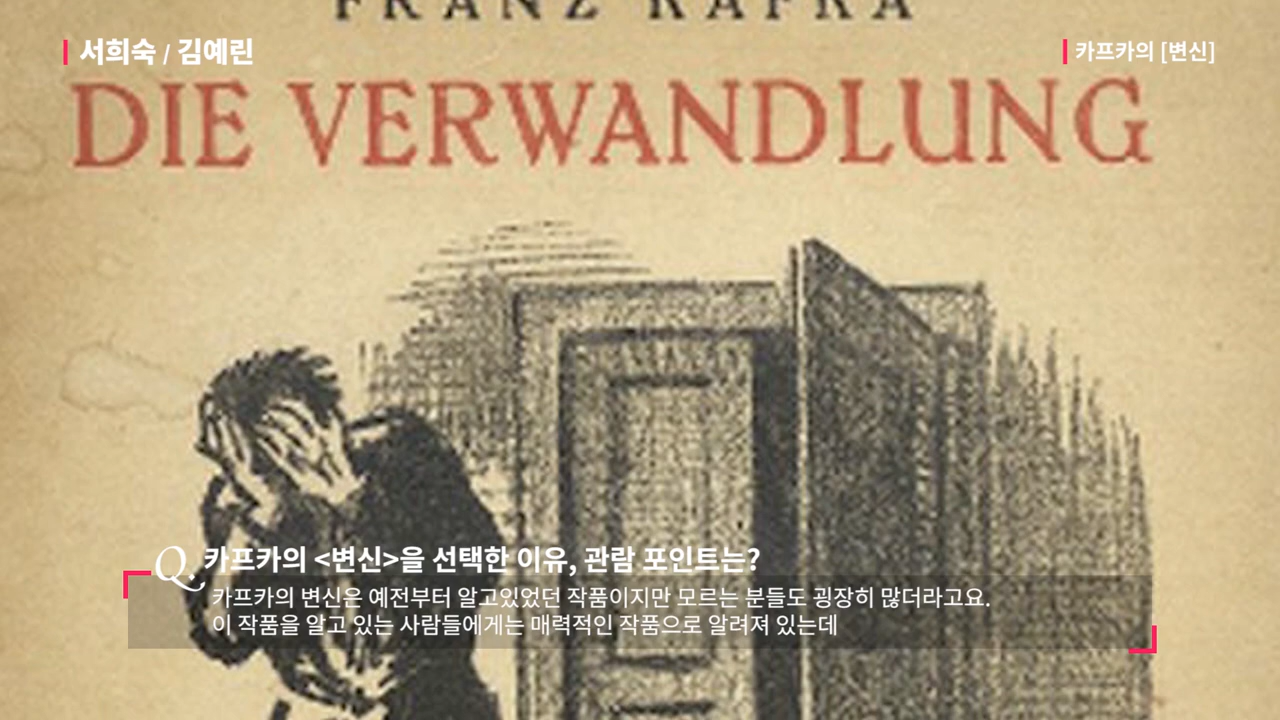 FRANZ KAFKA
서희숙 / 김예린
카프카의 [변신]
DIE VERWANDLUNG
Q. 카프카의 <변신>을 선택한 이유, 관람 포인트는?
카프카의 변신은 예전부터 알고있었던 작품이지만 모르는 분들도 굉장히 많더라고요.
이 작품을 알고 있는 사람들에게는 매력적인 작품으로 알려져 있는데